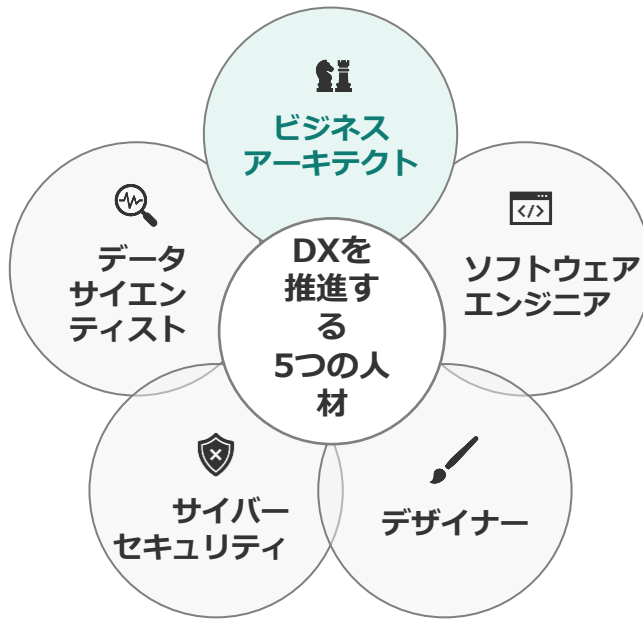 ビジネス
アーキテクト
データ
サイエン
ティスト
DXを
推進す
る
5つの人
材
ソフトウェア
エンジニア
</>
サイバー
セキュリティ
デザイナー